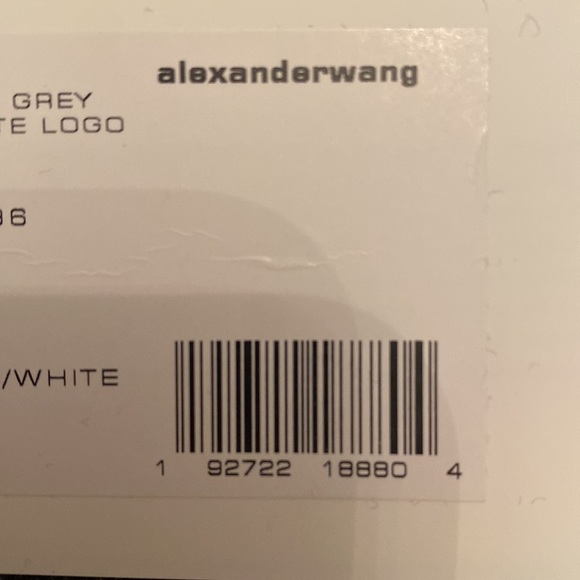 alexanderwang
GREY
TE LOGO
36
/WHITE
1 92722 18880 4